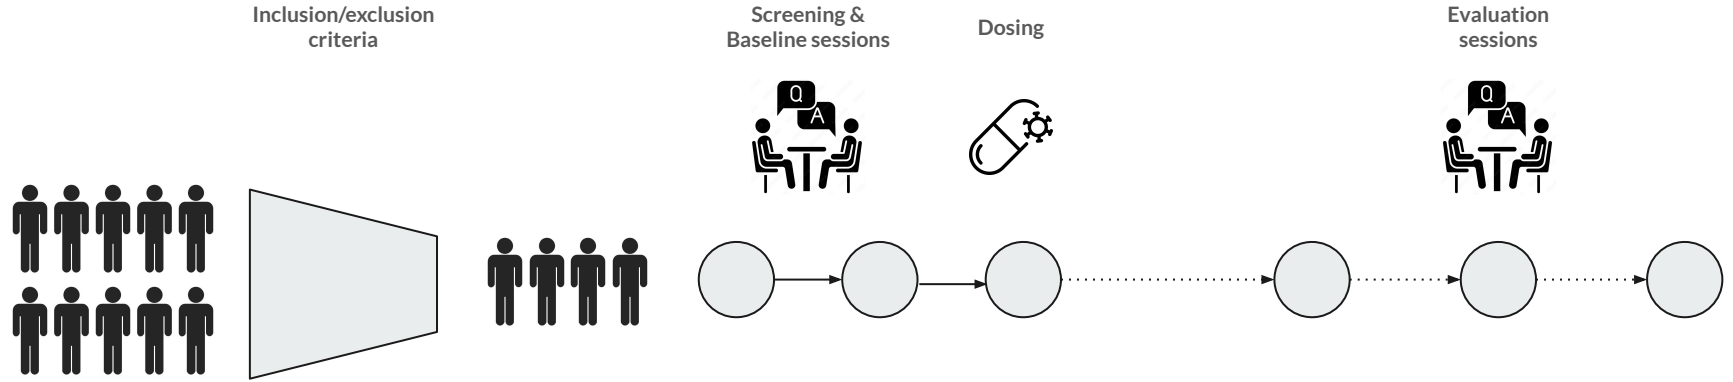 Inclusion/exclusion
criteria
Screening &
Baseline sessions
Dosing
Evaluation
sessions
Q
A
Q
A